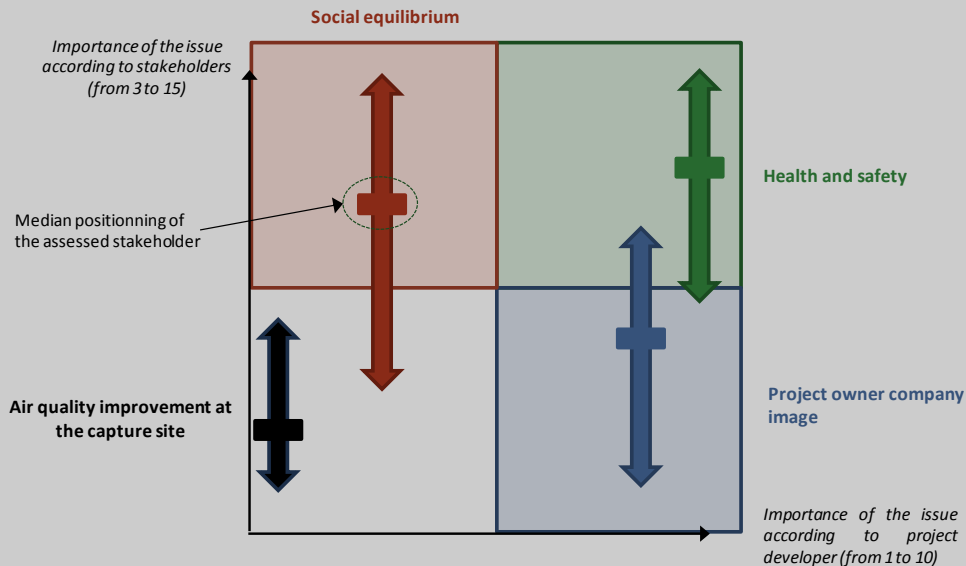 Social equilibrium
Importance of the issue
according to stakeholders
(from 3 to 15)
Health and safety
Median positionning of
the assessed stakeholder
Air quality improvement at
the capture site
Project owner company
image
Importance of the issue
according to project
developer (from 1 to 10)